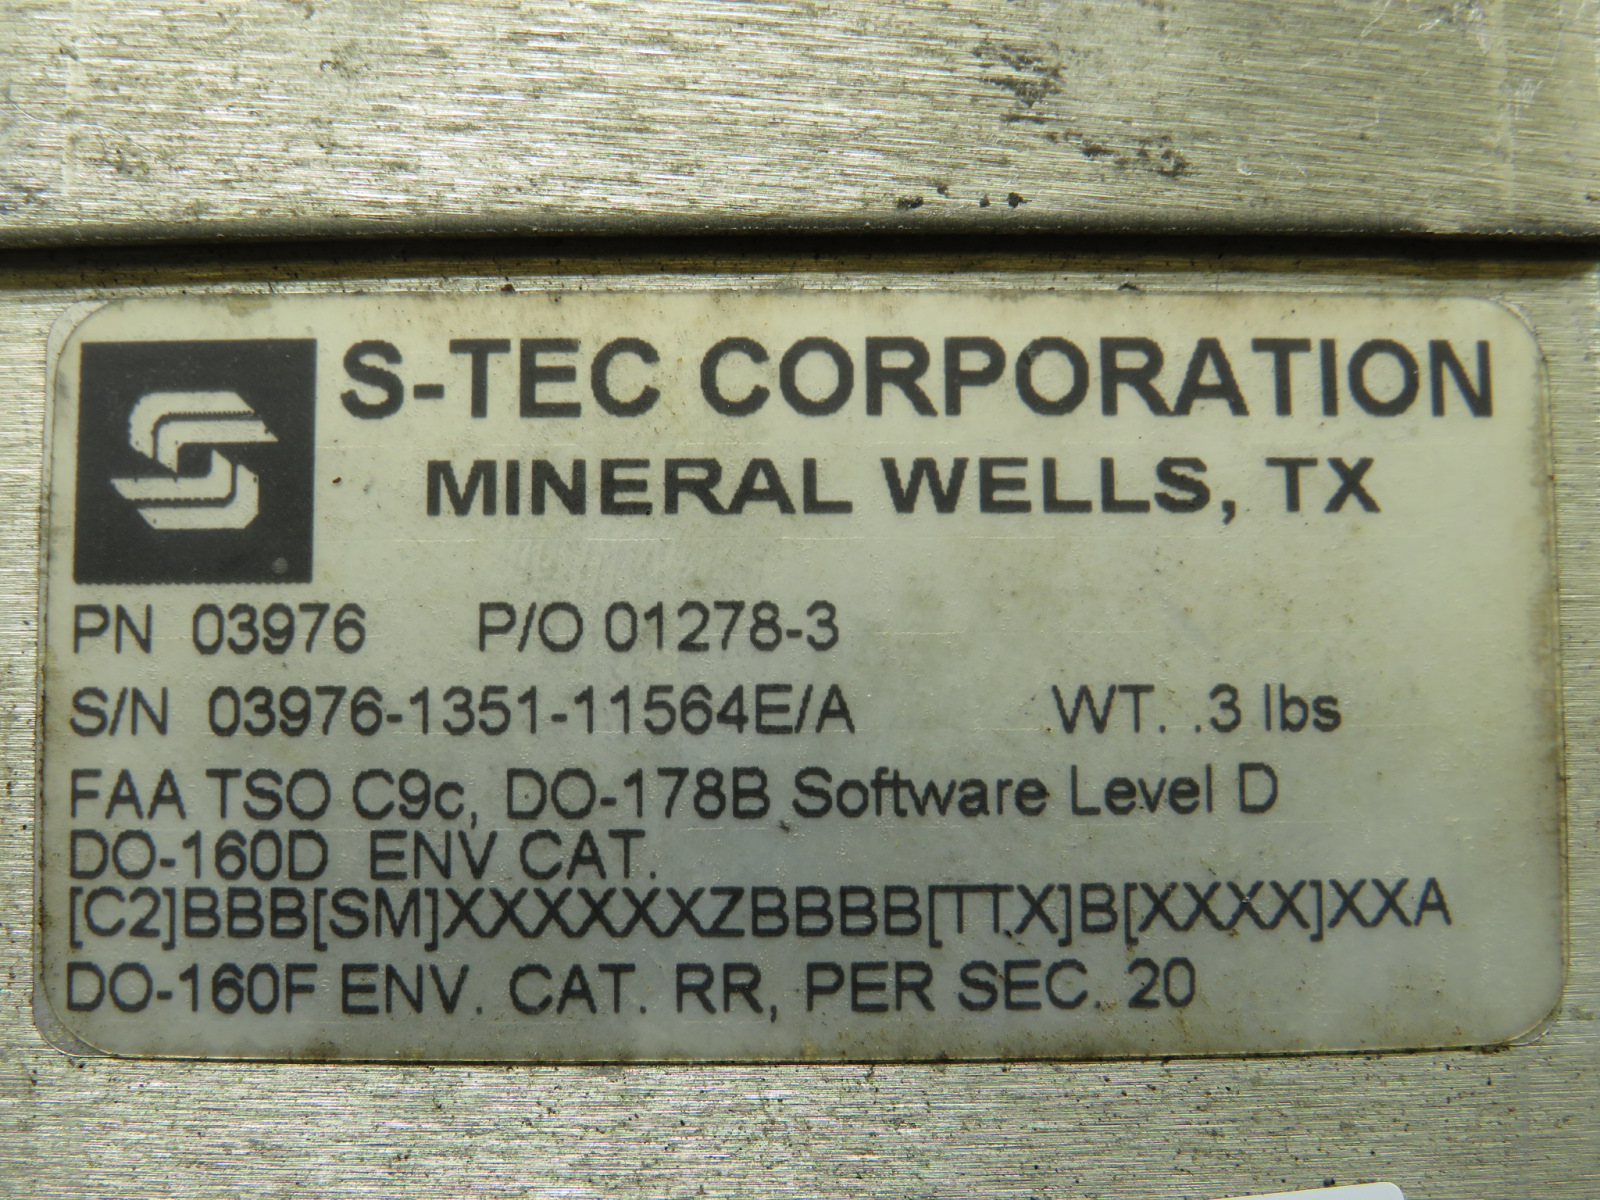 S-TEC CORPORATION
MINERAL WELLS, TX
PN 03976 P/O 01278-3
S/N 03976-1351-11564E/A WT. .3 lbs
FAA TSO C9c, DO-178B Software Level D
DO-160D ENV CAT.
[C2]BBB[SM]XXXXXXZBBBB[TTX]B[XXXX]XXA
DO-160F ENV. CAT. RR, PER SEC. 20